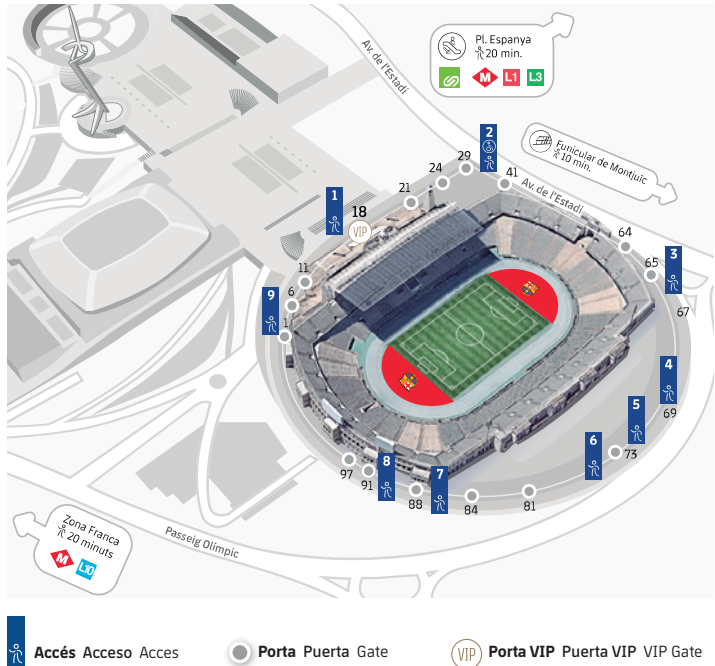 Av. de l'Estadi
Pl. Espanya
20 min.
M L1 L3
Funicular de Montjuïc
10 min.
Av. de l'Estadi
2
29
24
41
21
1
18
VIP
64
65
3
67
11
6
9
1
4
69
5
6
73
97
91
8
88
7
84
81
Zona Franca
20 minuts
M L10
Passeig Olímpic
Accés Acceso Acces
Porta Puerta Gate
VIP Porta VIP Puerta VIP VIP Gate